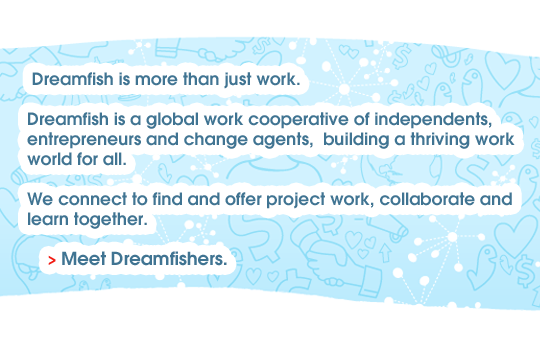 Dreamfish is more than just work.
Dreamfish is a global work cooperative of independents,
entrepreneurs and change agents,  building a thriving work
world for all.
We connect to find and offer project work, collaborate and
learn together.
> Meet Dreamfishers.